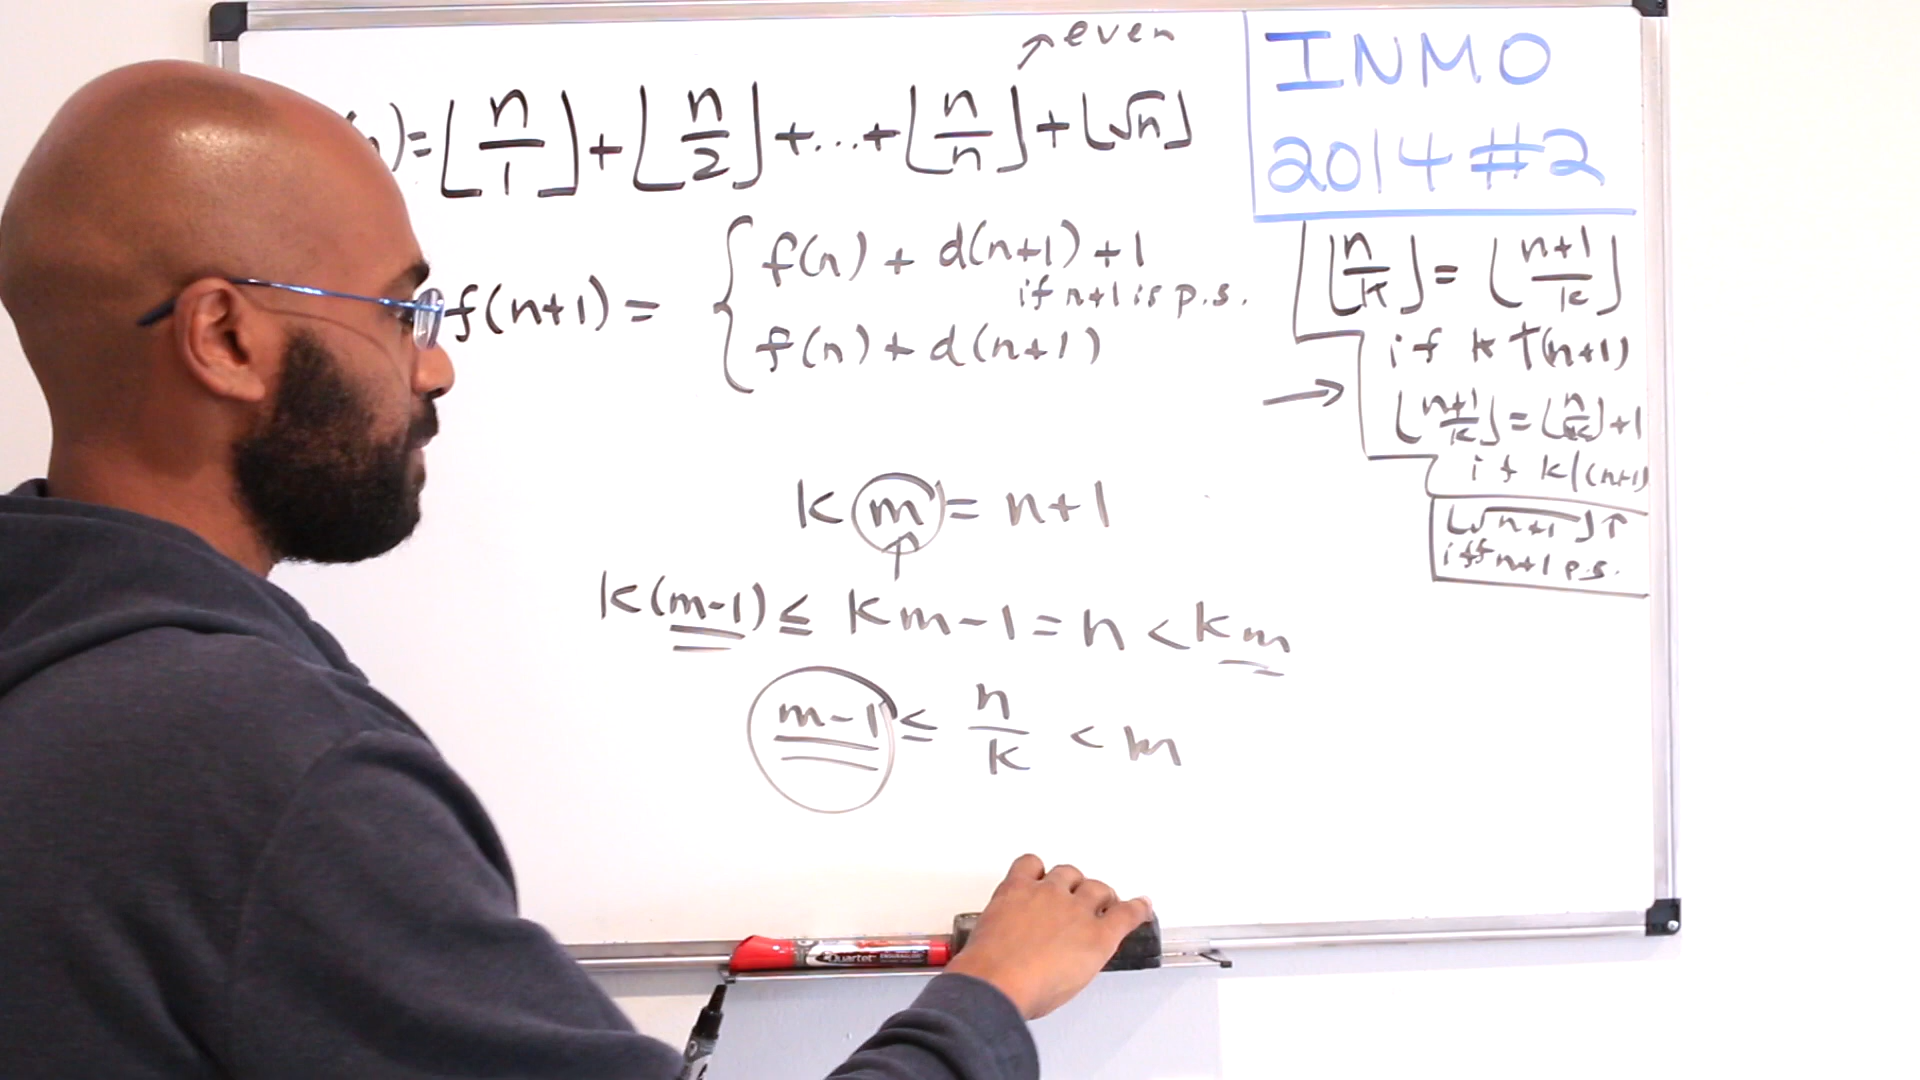 ↗ even
n)=⌊n/1⌋+⌊n/2⌋+...+⌊n/n⌋+⌊√n⌋
f(n+1) = { f(n) + d(n+1) +1
if n+1 is p.s.
f(n) + d(n+1)
k m = n+1
↑
k(m-1) ≤ km-1 = n < km
m-1 ≤ n/k < m
INMO
2014 #2
⌊n/k⌋ = ⌊n+1/k⌋
if k ∤ (n+1)
→ ⌊n+1/k⌋=⌊n/k⌋+1
if k|(n+1)
⌊√n+1⌋↑
iff n+1 p.s.
Quartet